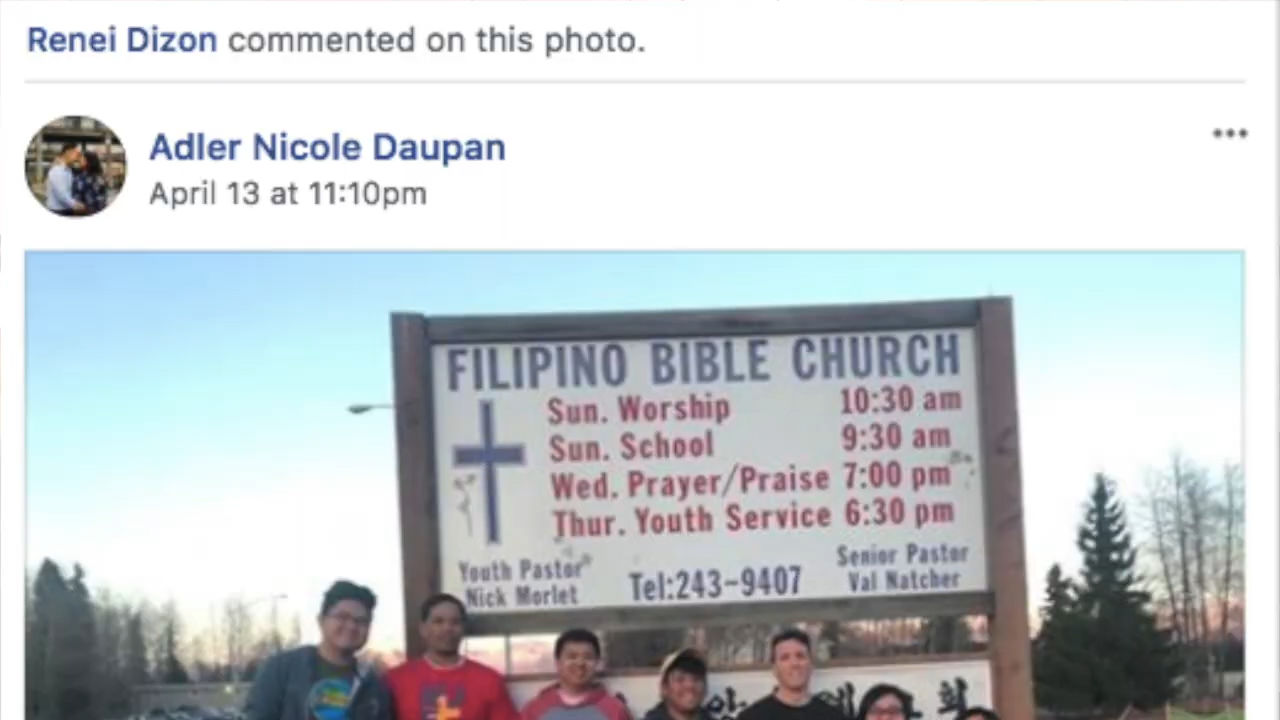 Renei Dizon commented on this photo.
Adler Nicole Daupan
April 13 at 11:10pm
FILIPINO BIBLE CHURCH
Sun. Worship 10:30 am
Sun. School 9:30 am
Wed. Prayer/Praise 7:00 pm
Thur. Youth Service 6:30 pm
Youth Pastor
Nick Morlet
Tel:243-9407
Senior Pastor
Val Natcher